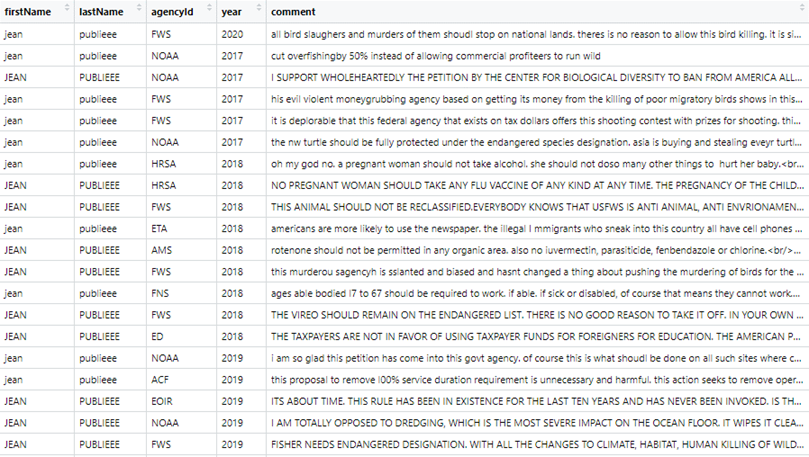 firstName lastName agencyId year comment
jean publieee FWS 2020 all bird slaughers and murders of them shoudl stop on national lands. theres is no reason to allow this bird killing. it is si...
jean publieee NOAA 2017 cut overfishingby 50% instead of allowing commercial profiteers to run wild
JEAN PUBLIEEE NOAA 2017 I SUPPORT WHOLEHEARTEDLY THE PETITION BY THE CENTER FOR BIOLOGICAL DIVERSITY TO BAN FROM AMERICA ALL...
jean publieee FWS 2017 his evil violent moneygrubbing agency based on getting its money from the killing of poor migratory birds shows in this...
jean publieee FWS 2017 it is deplorable that this federal agency that exists on tax dollars offers this shooting contest with prizes for shooting. thi...
jean publieee NOAA 2017 the nw turtle should be fully protected under the endangered species designation. asia is buying and stealing eveyr turtl...
jean publieee HRSA 2018 oh my god no. a pregnant woman should not take alcohol. she should not doso many other things to hurt her baby.<br...
JEAN PUBLIEEE HRSA 2018 NO PREGNANT WOMAN SHOULD TAKE ANY FLU VACCINE OF ANY KIND AT ANY TIME. THE PREGNANCY OF THE CHILD...
JEAN PUBLIEEE FWS 2018 THIS ANIMAL SHOULD NOT BE RECLASSIFIED.EVERYBODY KNOWS THAT USFWS IS ANTI ANIMAL, ANTI ENVRIONAMEN...
jean publieee ETA 2018 americans are more likely to use the newspaper. the illegal I mmigrats who sneak into this country all have cell phones ...
JEAN PUBLIEEE AMS 2018 rotenone should not be permitted in any organic area. also no iuvermectin, parasiticide, fenbendazole or chlorine.<br/>...
JEAN PUBLIEEE FWS 2018 this murderou sagencyh is sslanted and biased and hasnt changed a thing about pushing the murdering of birds for the ...
jean publieee FNS 2018 ages able bodied l7 to 67 should be required to work. if able. if sick or disabled, of course that means they cannot work....
JEAN PUBLIEEE FWS 2018 THE VIREO SHOULD REMAIN ON THE ENDANGERED LIST. THERE IS NO GOOD REASON TO TAKE IT OFF. IN YOUR OWN ...
JEAN PUBLIEEE ED 2018 THE TAXPAYERS ARE NOT IN FAVOR OF USING TAXPAYER FUNDS FOR FOREIGNERS FOR EDUCATION. THE AMERICAN P...
jean publieee NOAA 2019 i am so glad this petition has come into this govt agency. of course this is what shoudl be done on all such sites where c...
jean publieee ACF 2019 this proposal to remove l00% service duration requirement is unnecessary and harmful. this action seeks to remove oper...
JEAN PUBLIEEE EOIR 2019 ITS ABOUT TIME. THIS RULE HAS BEEN IN EXISTENCE FOR THE LAST TEN YEARS AND HAS NEVER BEEN INVOKED. IS TH...
JEAN PUBLIEEE NOAA 2019 I AM TOTALLY OPPOSED TO DREDGING, WHICH IS THE MOST SEVERE IMPACT ON THE OCEAN FLOOR. IT WIPES IT CLEA...
JEAN PUBLIEEE FWS 2019 FISHER NEEDS ENDANGERED DESIGNATION. WITH ALL THE CHANGES TO CLIMATE, HABITAT, HUMAN KILLING OF WILD...